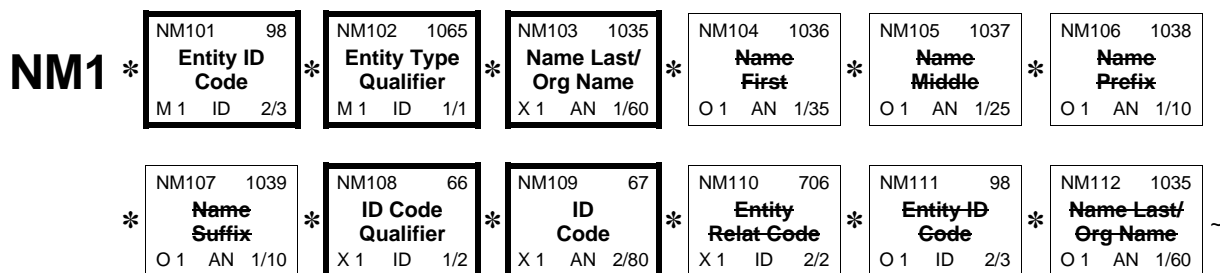 NM101 98 NM102 1065 NM103 1035 NM104 1036 NM105 1037 NM106 1038
NM1 * Entity ID Code * Entity Type Qualifier * Name Last/ Org Name * Name First * Name Middle * Name Prefix
M 1 ID 2/3 M 1 ID 1/1 X 1 AN 1/60 O 1 AN 1/35 O 1 AN 1/25 O 1 AN 1/10
NM107 1039 NM108 66 NM109 67 NM110 706 NM111 98 NM112 1035
* Name Suffix * ID Code Qualifier * ID Code * Entity Relat Code * Entity ID Code * Name Last/ Org Name ~
O 1 AN 1/10 X 1 ID 1/2 X 1 AN 2/80 X 1 ID 2/2 O 1 ID 2/3 O 1 AN 1/60